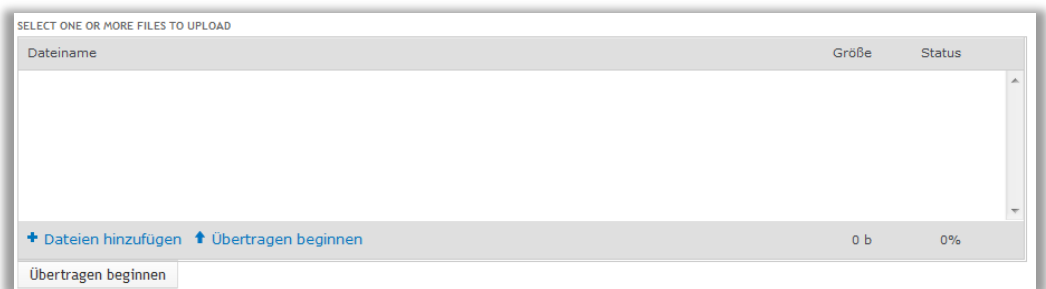 SELECT ONE OR MORE FILES TO UPLOAD
Dateiname Größe Status
Dateien hinzufügen Übertragen beginnen 0 b 0%
Übertragen beginnen